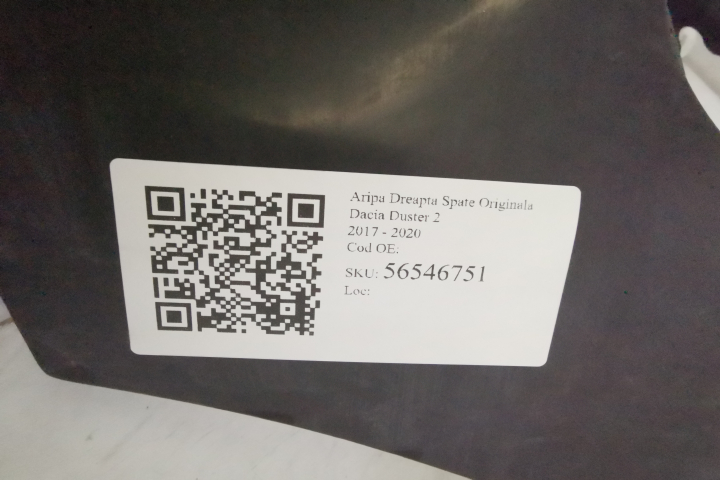 Aripa Dreapta Spate Originala
Dacia Duster 2
2017 - 2020
Cod OE:
SKU: 56546751
Loc: